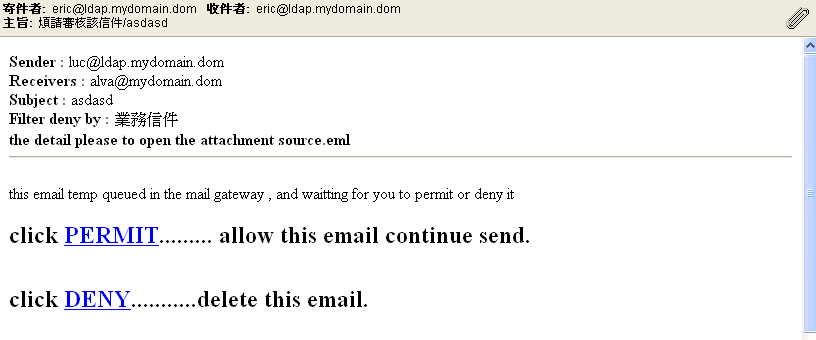 寄件者: eric@ldap.mydomain.dom 收件者: eric@ldap.mydomain.dom
主旨: 煩請審核該信件/asdasd
Sender : luc@ldap.mydomain.dom
Receivers : alva@mydomain.dom
Subject : asdasd
Filter deny by : 業務信件
the detail please to open the attachment source.eml
this email temp queued in the mail gateway , and waitting for you to permit or deny it
click PERMIT......... allow this email continue send.
click DENY...........delete this email.